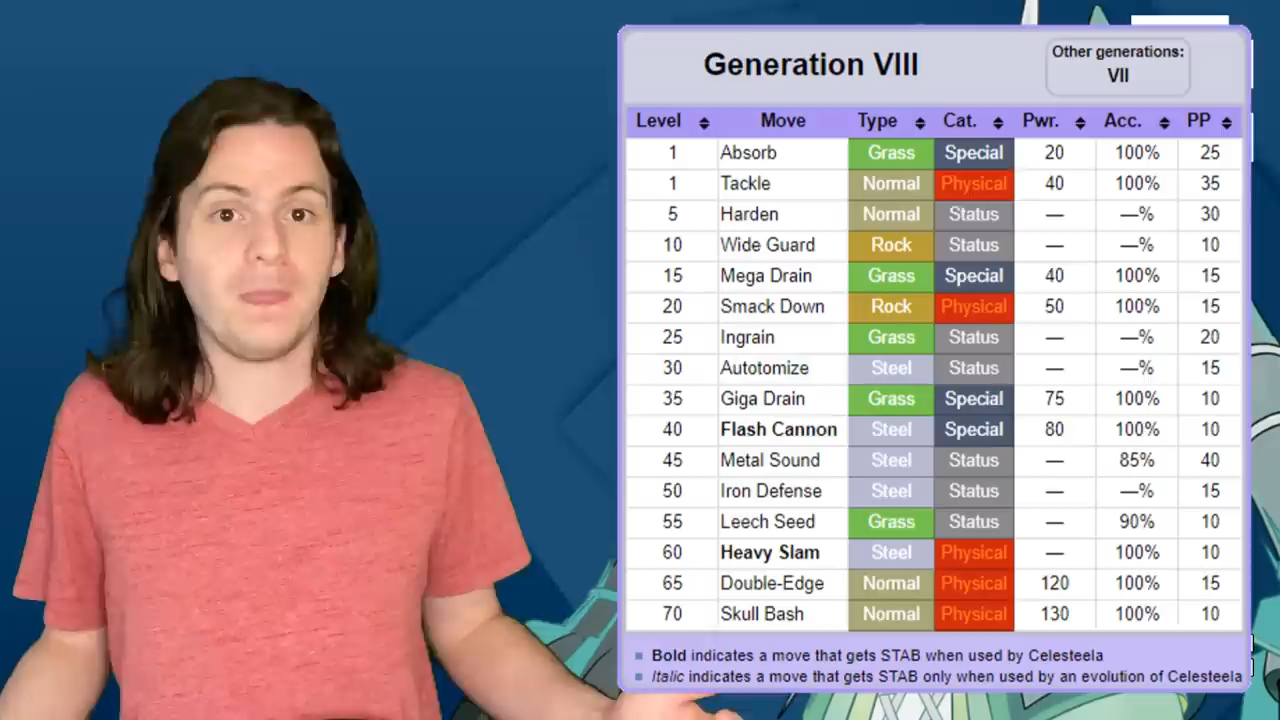 Generation VIII
Other generations:
VII
Level Move Type Cat. Pwr. Acc. PP
1 Absorb Grass Special 20 100% 25
1 Tackle Normal Physical 40 100% 35
5 Harden Normal Status — —% 30
10 Wide Guard Rock Status — —% 10
15 Mega Drain Grass Special 40 100% 15
20 Smack Down Rock Physical 50 100% 15
25 Ingrain Grass Status — —% 20
30 Autotomize Steel Status — —% 15
35 Giga Drain Grass Special 75 100% 10
40 Flash Cannon Steel Special 80 100% 10
45 Metal Sound Steel Status — 85% 40
50 Iron Defense Steel Status — —% 15
55 Leech Seed Grass Status — 90% 10
60 Heavy Slam Steel Physical — 100% 10
65 Double-Edge Normal Physical 120 100% 15
70 Skull Bash Normal Physical 130 100% 10
Bold indicates a move that gets STAB when used by Celesteela
Italic indicates a move that gets STAB only when used by an evolution of Celesteela